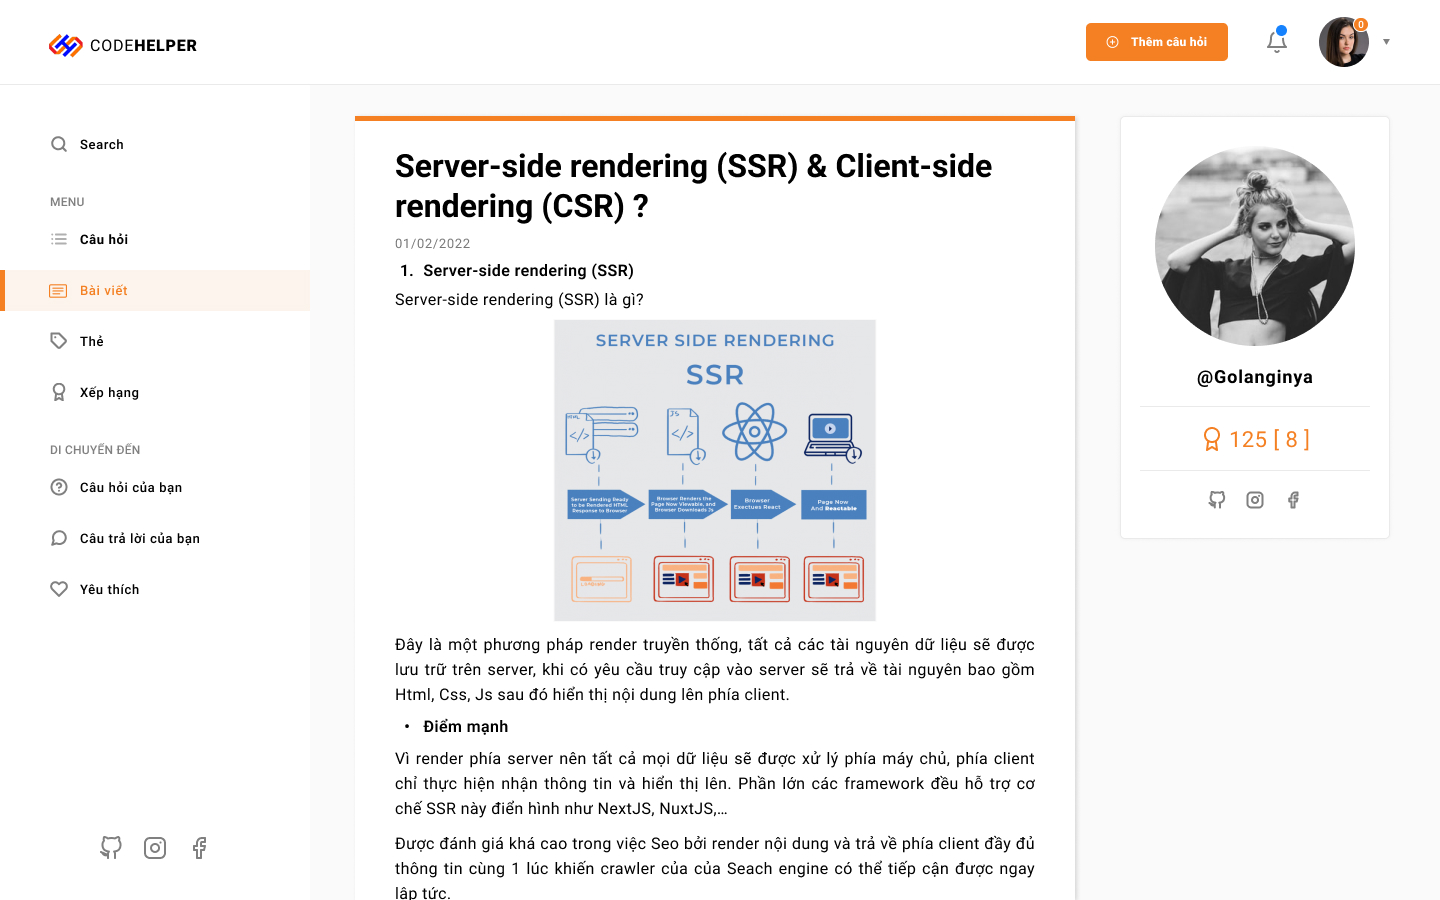 CODEHELPER
Thêm câu hỏi
0
Search
MENU
Câu hỏi
Bài viết
Thẻ
Xếp hạng
DI CHUYỂN ĐẾN
Câu hỏi của bạn
Câu trả lời của bạn
Yêu thích
Server-side rendering (SSR) & Client-side
rendering (CSR) ?
01/02/2022
1. Server-side rendering (SSR)
Server-side rendering (SSR) là gì?
SERVER SIDE RENDERING
SSR
HTML
JS
</>
</>
Server Sending Ready
to be Rendered HTML
Response to Browser
Browser Renders the
Page Now Viewable, and
Browser Downloads Js
Browser
Exectues React
Page Now
And Reactable
LOADING
Đây là một phương pháp render truyền thống, tất cả các tài nguyên dữ liệu sẽ được
lưu trữ trên server, khi có yêu cầu truy cập vào server sẽ trả về tài nguyên bao gồm
Html, Css, Js sau đó hiển thị nội dung lên phía client.
• Điểm mạnh
Vì render phía server nên tất cả mọi dữ liệu sẽ được xử lý phía máy chủ, phía client
chỉ thực hiện nhận thông tin và hiển thị lên. Phần lớn các framework đều hỗ trợ cơ
chế SSR này điển hình như NextJS, NuxtJS,...
Được đánh giá khá cao trong việc Seo bởi render nội dung và trả về phía client đầy đủ
thông tin cùng 1 lúc khiến crawler của của Seach engine có thể tiếp cận được ngay
lập tức.
@Golanginya
125 [ 8 ]